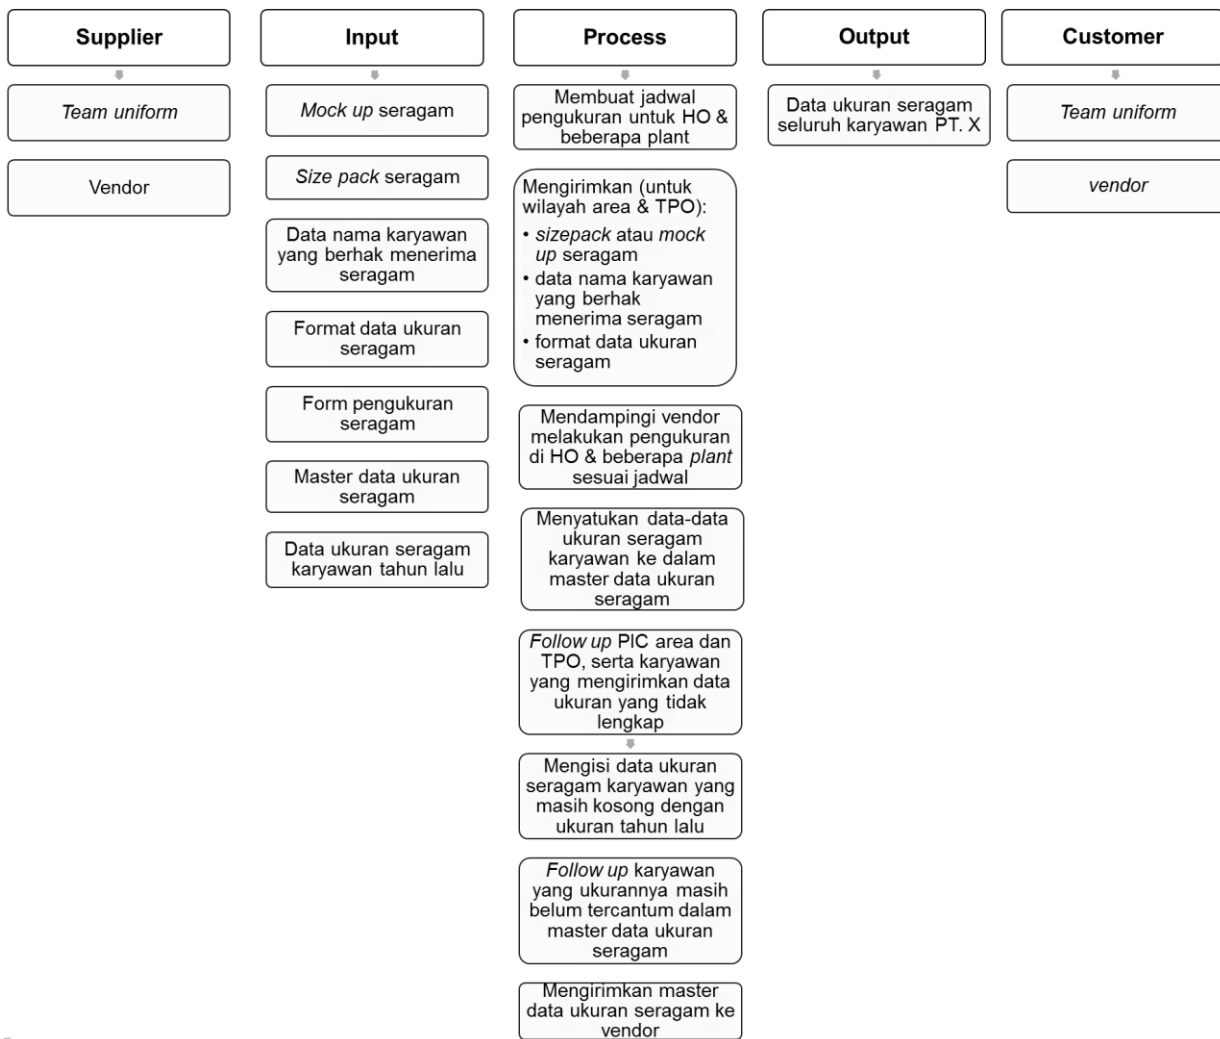 Supplier
Team uniform
Vendor
Input
Mock up seragam
Size pack seragam
Data nama karyawan
yang berhak menerima
seragam
Format data ukuran
seragam
Form pengukuran
seragam
Master data ukuran
seragam
Data ukuran seragam
karyawan tahun lalu
Process
Membuat jadwal
pengukuran untuk HO &
beberapa plant
Mengirimkan (untuk
wilayah area & TPO):
• sizepack atau mock
up seragam
• data nama karyawan
yang berhak
menerima seragam
• format data ukuran
seragam
Mendampingi vendor
melakukan pengukuran
di HO & beberapa plant
sesuai jadwal
Menyatukan data-data
ukuran seragam
karyawan ke dalam
master data ukuran
seragam
Follow up PIC area dan
TPO, serta karyawan
yang mengirimkan data
ukuran yang tidak
lengkap
Mengisi data ukuran
seragam karyawan yang
masih kosong dengan
ukuran tahun lalu
Follow up karyawan
yang ukurannya masih
belum tercantum dalam
master data ukuran
seragam
Mengirimkan master
data ukuran seragam ke
vendor
Output
Data ukuran seragam
seluruh karyawan PT. X
Customer
Team uniform
vendor